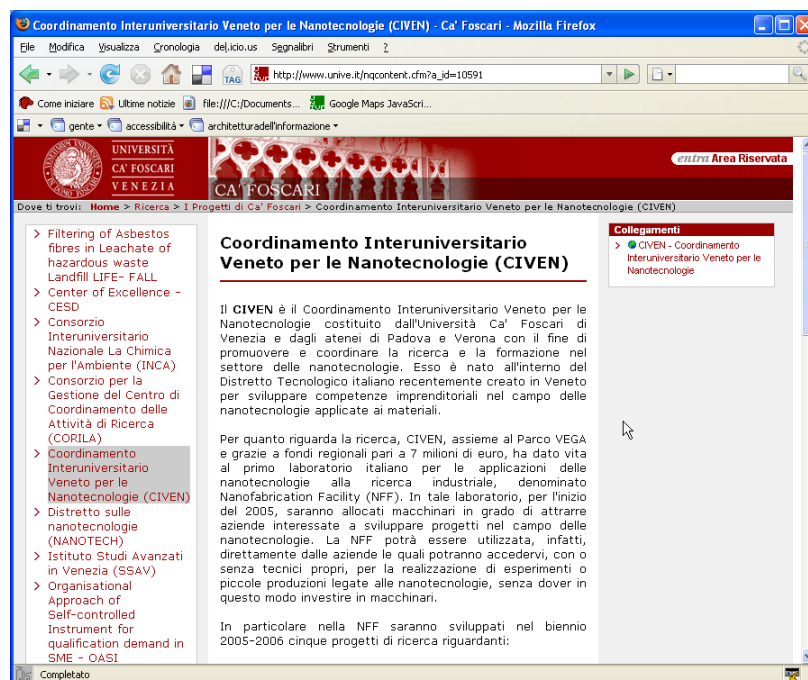 Coordinamento Interuniversitario Veneto per le Nanotecnologie (CIVEN) - Ca' Foscari - Mozilla Firefox
File Modifica Visualizza Cronologia del.icio.us Segnalibri Strumenti ?
TAG http://www.unive.it/nqcontent.cfm?a_id=10591
Come iniziare Ultime notizie file:///C:/Documents... Google Maps JavaScri...
gente accessibilità architetturadell'informazione
UNIVERSITÀ
CA' FOSCARI
VENEZIA
CA' FOSCARI
entra Area Riservata
Dove ti trovi: Home > Ricerca > I Progetti di Ca' Foscari > Coordinamento Interuniversitario Veneto per le Nanotecnologie (CIVEN)
> Filtering of Asbestos
fibres in Leachate of
hazardous waste
Landfill LIFE- FALL
> Center of Excellence -
CESD
> Consorzio
Interuniversitario
Nazionale La Chimica
per l'Ambiente (INCA)
> Consorzio per la
Gestione del Centro di
Coordinamento delle
Attività di Ricerca
(CORILA)
> Coordinamento
Interuniversitario
Veneto per le
Nanotecnologie (CIVEN)
> Distretto sulle
nanotecnologie
(NANOTECH)
> Istituto Studi Avanzati
in Venezia (SSAV)
> Organisational
Approach of
Self-controlled
Instrument for
qualification demand in
SME - OASI
Coordinamento Interuniversitario
Veneto per le Nanotecnologie (CIVEN)
Il CIVEN è il Coordinamento Interuniversitario Veneto per le
Nanotecnologie costituito dall'Università Ca' Foscari di
Venezia e dagli atenei di Padova e Verona con il fine di
promuovere e coordinare la ricerca e la formazione nel
settore delle nanotecnologie. Esso è nato all'interno del
Distretto Tecnologico italiano recentemente creato in Veneto
per sviluppare competenze imprenditoriali nel campo delle
nanotecnologie applicate ai materiali.
Per quanto riguarda la ricerca, CIVEN, assieme al Parco VEGA
e grazie a fondi regionali pari a 7 milioni di euro, ha dato vita
al primo laboratorio italiano per le applicazioni delle
nanotecnologie alla ricerca industriale, denominato
Nanofabrication Facility (NFF). In tale laboratorio, per l'inizio
del 2005, saranno allocati macchinari in grado di attrarre
aziende interessate a sviluppare progetti nel campo delle
nanotecnologie. La NFF potrà essere utilizzata, infatti,
direttamente dalle aziende le quali potranno accedervi, con o
senza tecnici propri, per la realizzazione di esperimenti o
piccole produzioni legate alle nanotecnologie, senza dover in
questo modo investire in macchinari.
In particolare nella NFF saranno sviluppati nel biennio
2005-2006 cinque progetti di ricerca riguardanti:
Collegamenti
> CIVEN - Coordinamento
Interuniversitario Veneto per le
Nanotecnologie
Completato